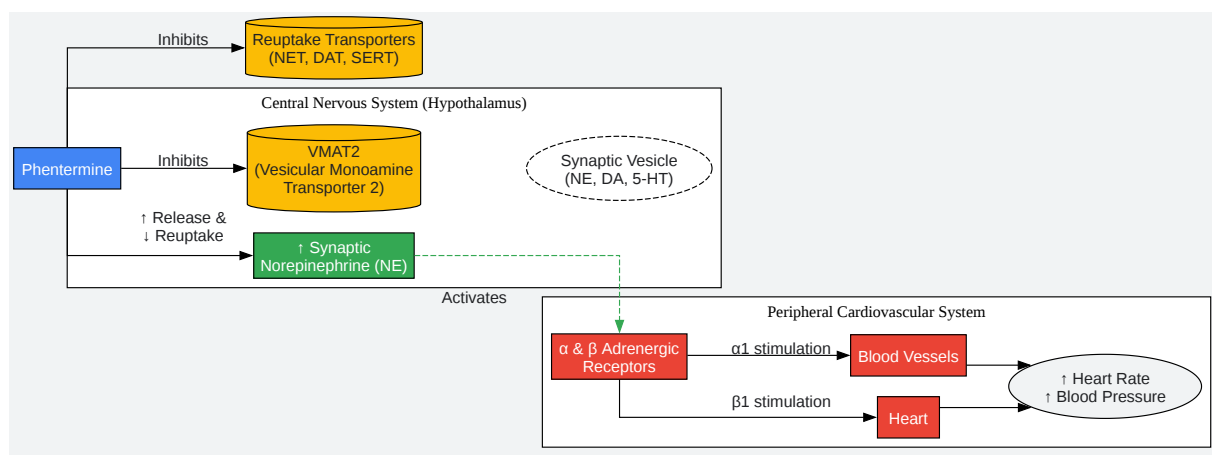 Inhibits
Reuptake Transporters
(NET, DAT, SERT)
Central Nervous System (Hypothalamus)
Phentermine
Inhibits
VMAT2
(Vesicular Monoamine
Transporter 2)
Synaptic Vesicle
(NE, DA, 5-HT)
↑ Release &
↓ Reuptake
↑ Synaptic
Norepinephrine (NE)
Activates
Peripheral Cardiovascular System
α & β Adrenergic
Receptors
α1 stimulation
Blood Vessels
β1 stimulation
Heart
↑ Heart Rate
↑ Blood Pressure